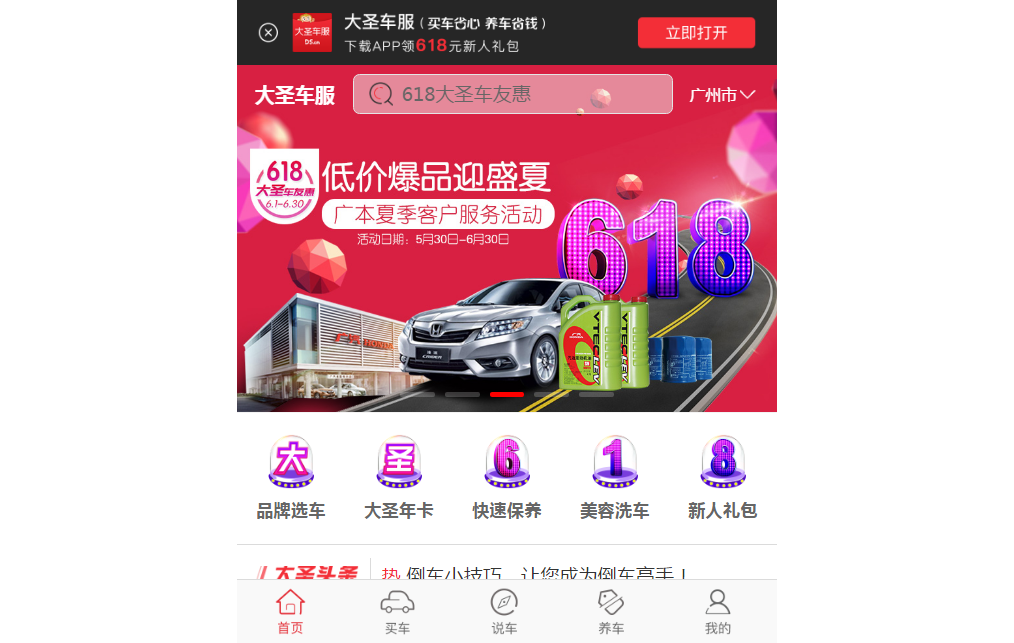 大圣车服
DS.cn
大圣车服(买车省心 养车省钱)
下载APP领618元新人礼包
立即打开
大圣车服
618大圣车友惠
广州市
618
大圣车友惠
6.1-6.30
低价爆品迎盛夏
广本夏季客户服务活动
活动日期：5月30日-6月30日
618
VTEC LEV
VTEC LEV
大
圣
6
1
8
品牌选车
大圣年卡
快速保养
美容洗车
新人礼包
大圣头条
热 倒车小技巧，让您成为倒车高手！
首页
买车
说车
养车
我的